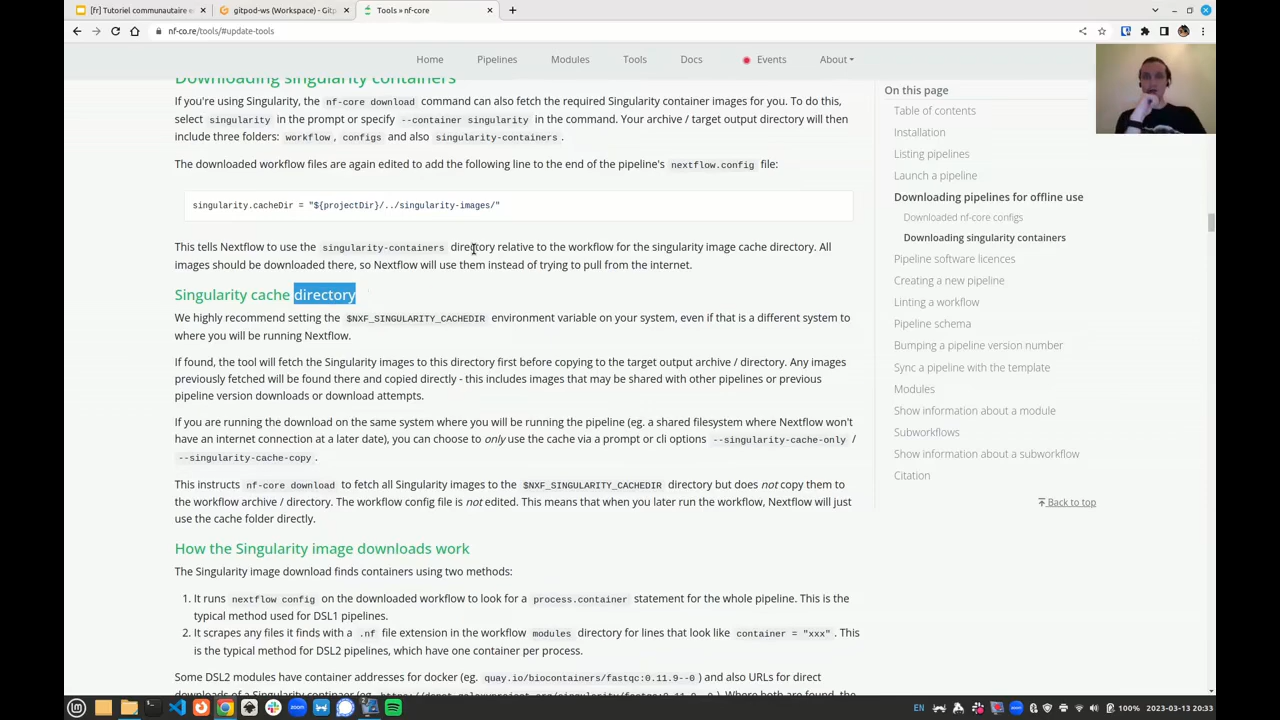 [fr] Tutoriel communautaire e
gitpod-ws (Workspace) - Giti
Tools » nf-core
nf-co.re/tools/#update-tools
Home Pipelines Modules Tools Docs Events About
Downloading singularity containers
If you're using Singularity, the nf-core download command can also fetch the required Singularity container images for you. To do this,
select singularity in the prompt or specify --container singularity in the command. Your archive / target output directory will then
include three folders: workflow, configs and also singularity-containers.
The downloaded workflow files are again edited to add the following line to the end of the pipeline's nextflow.config file:
singularity.cacheDir = "${projectDir}/../singularity-images/"
This tells Nextflow to use the singularity-containers directory relative to the workflow for the singularity image cache directory. All
images should be downloaded there, so Nextflow will use them instead of trying to pull from the internet.
Singularity cache directory
We highly recommend setting the $NXF_SINGULARITY_CACHEDIR environment variable on your system, even if that is a different system to
where you will be running Nextflow.
If found, the tool will fetch the Singularity images to this directory first before copying to the target output archive / directory. Any images
previously fetched will be found there and copied directly - this includes images that may be shared with other pipelines or previous
pipeline version downloads or download attempts.
If you are running the download on the same system where you will be running the pipeline (eg. a shared filesystem where Nextflow won't
have an internet connection at a later date), you can choose to only use the cache via a prompt or cli options --singularity-cache-only /
--singularity-cache-copy.
This instructs nf-core download to fetch all Singularity images to the $NXF_SINGULARITY_CACHEDIR directory but does not copy them to
the workflow archive / directory. The workflow config file is not edited. This means that when you later run the workflow, Nextflow will just
use the cache folder directly.
How the Singularity image downloads work
The Singularity image download finds containers using two methods:
1. It runs nextflow config on the downloaded workflow to look for a process.container statement for the whole pipeline. This is the
typical method used for DSL1 pipelines.
2. It scrapes any files it finds with a .nf file extension in the workflow modules directory for lines that look like container = "xxx". This
is the typical method for DSL2 pipelines, which have one container per process.
Some DSL2 modules have container addresses for docker (eg. quay.io/biocontainers/fastqc:0.11.9--0) and also URLs for direct
downloads of a Singularity continaer (eg. https://depot.galaxyproject.org/singularity/fastqc:0.11.9--0). Where both are found, the
On this page
Table of contents
Installation
Listing pipelines
Launch a pipeline
Downloading pipelines for offline use
Downloaded nf-core configs
Downloading singularity containers
Pipeline software licences
Creating a new pipeline
Linting a workflow
Pipeline schema
Bumping a pipeline version number
Sync a pipeline with the template
Modules
Show information about a module
Subworkflows
Show information about a subworkflow
Citation
Back to top
EN
100%
2023-03-13 20:33